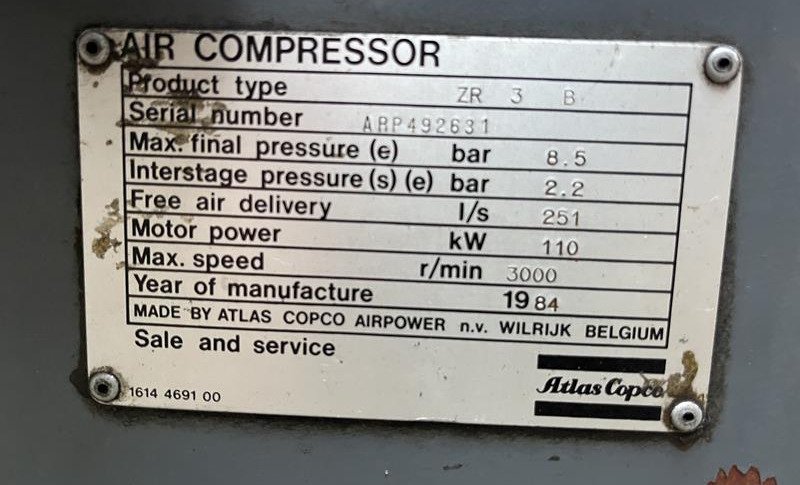 AIR COMPRESSOR
Product type ZR 3 B
Serial number ARP492631
Max. final pressure (e) bar 8.5
Interstage pressure (s) (e) bar 2.2
Free air delivery l/s 251
Motor power kW 110
Max. speed r/min 3000
Year of manufacture 1984
MADE BY ATLAS COPCO AIRPOWER n.v. WILRIJK BELGIUM
Sale and service
Atlas Copco
1614 4691 00